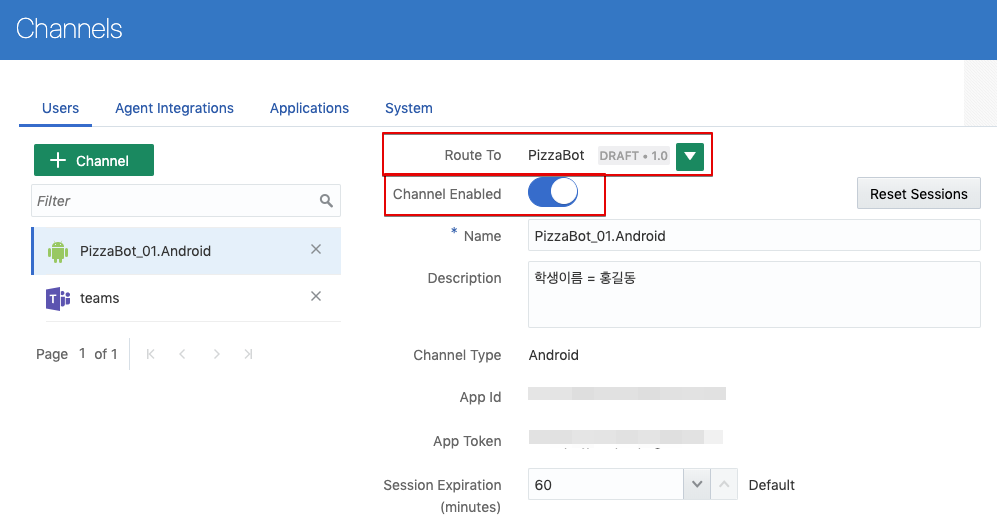 Channels
Users Agent Integrations Applications System
+ Channel
Filter
PizzaBot_01.Android
teams
Page 1 of 1
Route To PizzaBot DRAFT • 1.0
Channel Enabled
Reset Sessions
* Name PizzaBot_01.Android
Description 학생이름 = 홍길동
Channel Type Android
App Id
App Token
Session Expiration 60 Default
(minutes)